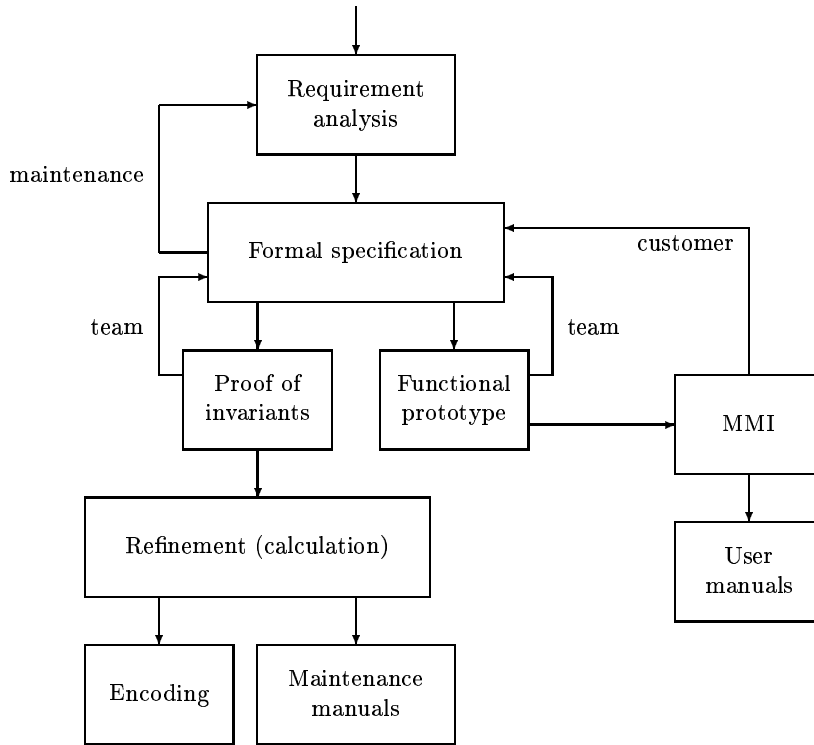 Requirement
analysis
maintenance
Formal specification
customer
team
team
Proof of
invariants
Functional
prototype
MMI
Refinement (calculation)
User
manuals
Encoding
Maintenance
manuals